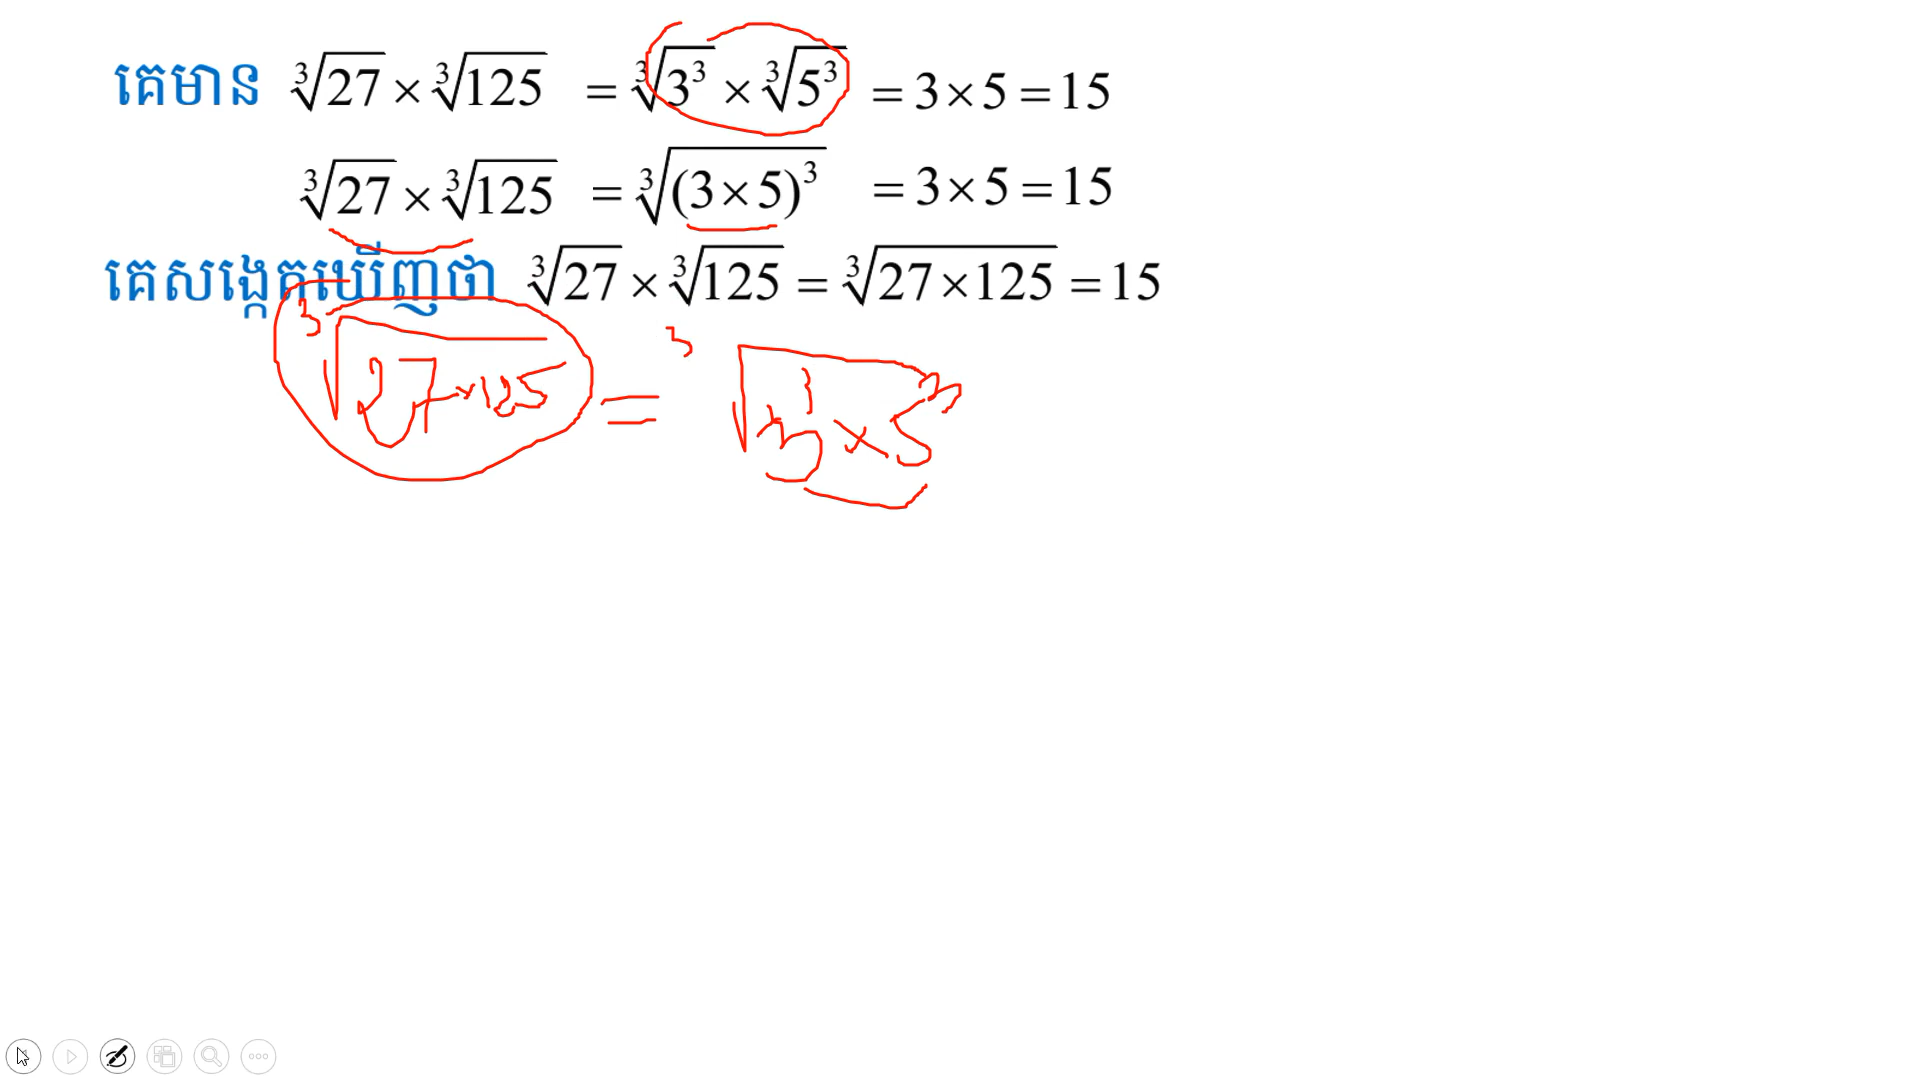 គេមាន ∛27 × ∛125 = ∛3³ × ∛5³ = 3 × 5 = 15
∛27 × ∛125 = ∛(3 × 5)³ = 3 × 5 = 15
គេសង្កេតឃើញថា ∛27 × ∛125 = ∛(27 × 125) = 15
∛(27 × 125) = ∛(3³ × 5³)